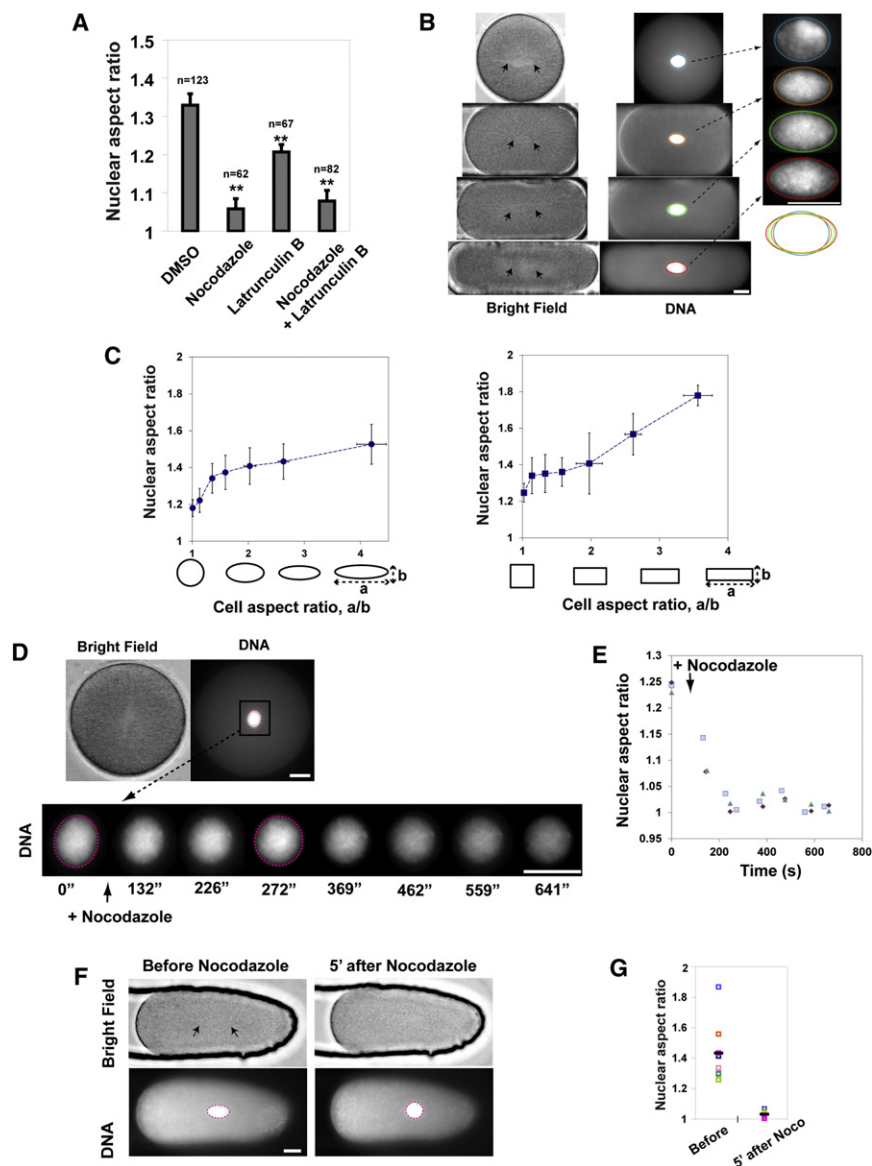 A
Nuclear aspect ratio
1.5
1.4
1.3
1.2
1.1
1
n=123
n=62
**
n=67
**
n=82
**
DMSO
Nocodazole
Latrunculin B
Nocodazole
+ Latrunculin B
B
Bright Field
DNA
C
Nuclear aspect ratio
2
1.8
1.6
1.4
1.2
1
1
2
3
4
a
b
Cell aspect ratio, a/b
Nuclear aspect ratio
2
1.8
1.6
1.4
1.2
1
1
2
3
4
a
b
Cell aspect ratio, a/b
D
Bright Field
DNA
DNA
0”
132”
226”
272”
369”
462”
559”
641”
+ Nocodazole
E
Nuclear aspect ratio
1.3
1.25
1.2
1.15
1.1
1.05
1
0.95
+ Nocodazole
0
200
400
600
800
Time (s)
F
Before Nocodazole
5’ after Nocodazole
Bright Field
DNA
G
Nuclear aspect ratio
2
1.8
1.6
1.4
1.2
1
Before
5’ after Noco